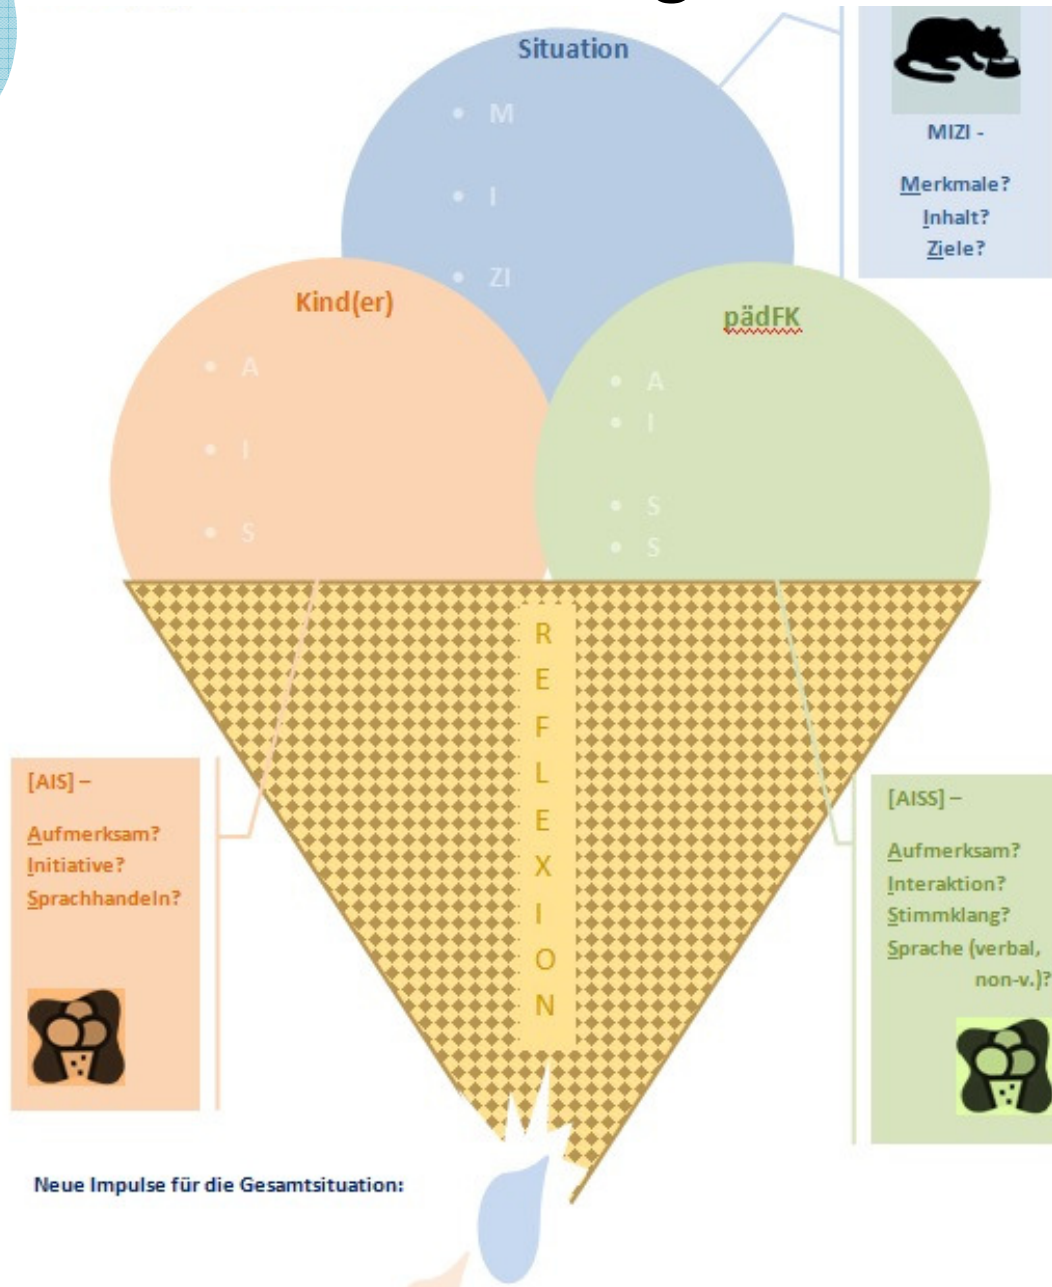 Situation
• M
• I
• ZI
MIZI -
Merkmale?
Inhalt?
Ziele?
Kind(er)
• A
• I
• S
pädFK
• A
• I
• S
• S
R
E
F
L
E
X
I
O
N
[AIS] –
Aufmerksam?
Initiative?
Sprachhandeln?
[AISS] –
Aufmerksam?
Interaktion?
Stimmklang?
Sprache (verbal,
non-v.)?
Neue Impulse für die Gesamtsituation: